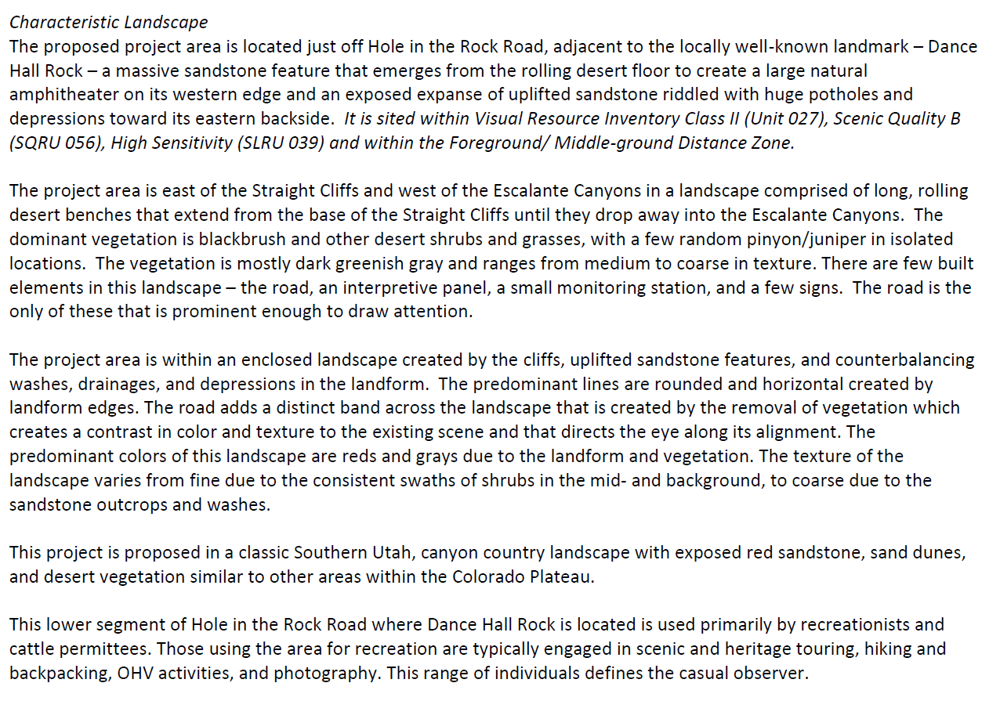 Characteristic Landscape
The proposed project area is located just off Hole in the Rock Road, adjacent to the locally well-known landmark – Dance
Hall Rock – a massive sandstone feature that emerges from the rolling desert floor to create a large natural
amphitheater on its western edge and an exposed expanse of uplifted sandstone riddled with huge potholes and
depressions toward its eastern backside.  It is sited within Visual Resource Inventory Class II (Unit 027), Scenic Quality B
(SQRU 056), High Sensitivity (SLRU 039) and within the Foreground/ Middle-ground Distance Zone.
The project area is east of the Straight Cliffs and west of the Escalante Canyons in a landscape comprised of long, rolling
desert benches that extend from the base of the Straight Cliffs until they drop away into the Escalante Canyons.  The
dominant vegetation is blackbrush and other desert shrubs and grasses, with a few random pinyon/juniper in isolated
locations.  The vegetation is mostly dark greenish gray and ranges from medium to coarse in texture. There are few built
elements in this landscape – the road, an interpretive panel, a small monitoring station, and a few signs.  The road is the
only of these that is prominent enough to draw attention.
The project area is within an enclosed landscape created by the cliffs, uplifted sandstone features, and counterbalancing
washes, drainages, and depressions in the landform.  The predominant lines are rounded and horizontal created by
landform edges. The road adds a distinct band across the landscape that is created by the removal of vegetation which
creates a contrast in color and texture to the existing scene and that directs the eye along its alignment. The
predominant colors of this landscape are reds and grays due to the landform and vegetation. The texture of the
landscape varies from fine due to the consistent swaths of shrubs in the mid- and background, to coarse due to the
sandstone outcrops and washes.
This project is proposed in a classic Southern Utah, canyon country landscape with exposed red sandstone, sand dunes,
and desert vegetation similar to other areas within the Colorado Plateau.
This lower segment of Hole in the Rock Road where Dance Hall Rock is located is used primarily by recreationists and
cattle permittees. Those using the area for recreation are typically engaged in scenic and heritage touring, hiking and
backpacking, OHV activities, and photography. This range of individuals defines the casual observer.